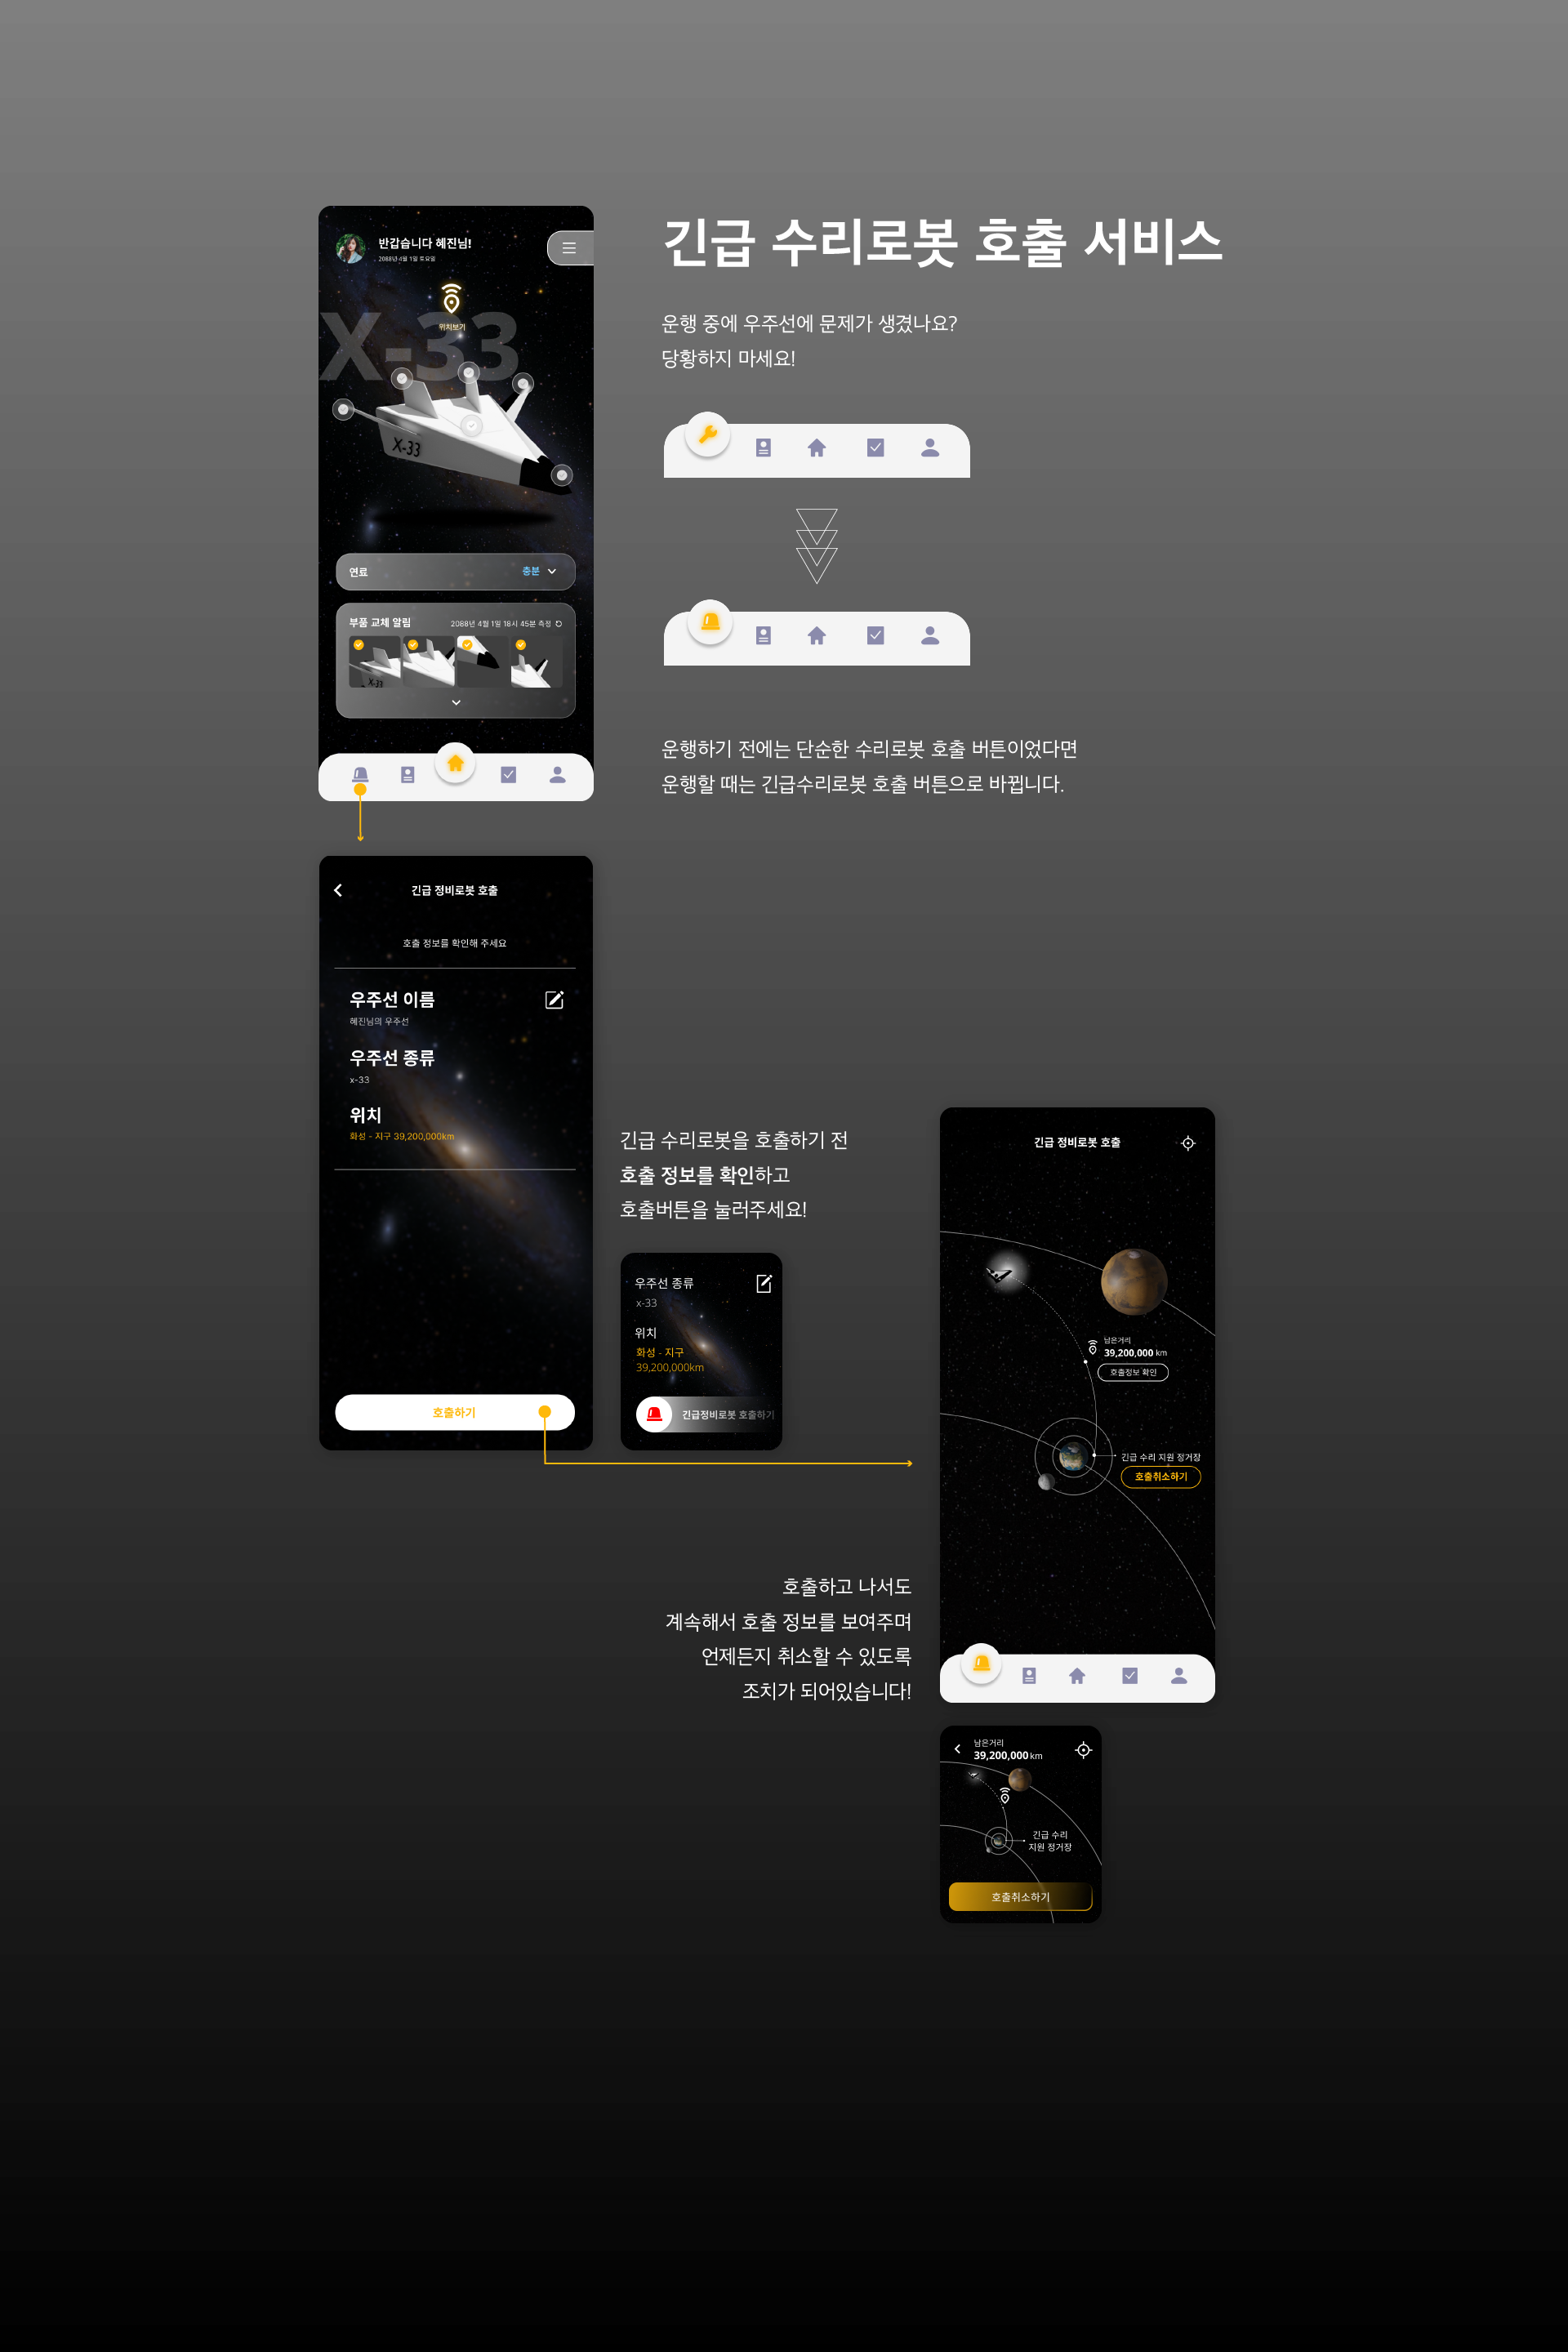 긴급 수리로봇 호출 서비스
운행 중에 우주선에 문제가 생겼나요?
당황하지 마세요!
반갑습니다 혜진님!
2088년 4월 1일 토요일
위치보기
X-33
X-33
연료
충분
부품 교체 알림
2088년 4월 1일 18시 45분 측정
X-33
운행하기 전에는 단순한 수리로봇 호출 버튼이었다면
운행할 때는 긴급수리로봇 호출 버튼으로 바뀝니다.
긴급 정비로봇 호출
호출 정보를 확인해 주세요
우주선 이름
혜진님의 우주선
우주선 종류
x-33
위치
화성 - 지구 39,200,000km
호출하기
긴급 수리로봇을 호출하기 전
호출 정보를 확인하고
호출버튼을 눌러주세요!
우주선 종류
x-33
위치
화성 - 지구
39,200,000km
긴급정비로봇 호출하기
긴급 정비로봇 호출
남은거리
39,200,000 km
호출정보 확인
긴급 수리 지원 정거장
호출취소하기
호출하고 나서도
계속해서 호출 정보를 보여주며
언제든지 취소할 수 있도록
조치가 되어있습니다!
남은거리
39,200,000 km
긴급 수리
지원 정거장
호출취소하기